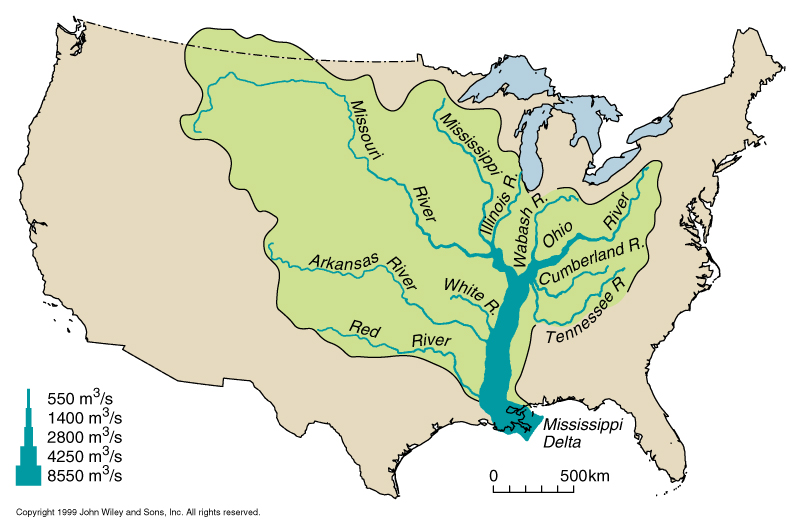 Missouri
River
Mississippi
Illinois R.
Wabash R.
Ohio
River
Cumberland R.
Tennessee R
Arkansas
River
White R.
Red
River
Mississippi
Delta
550 m³/s
1400 m³/s
2800 m³/s
4250 m³/s
8550 m³/s
0 500km
Copyright 1999 John Wiley and Sons, Inc. All rights reserved.